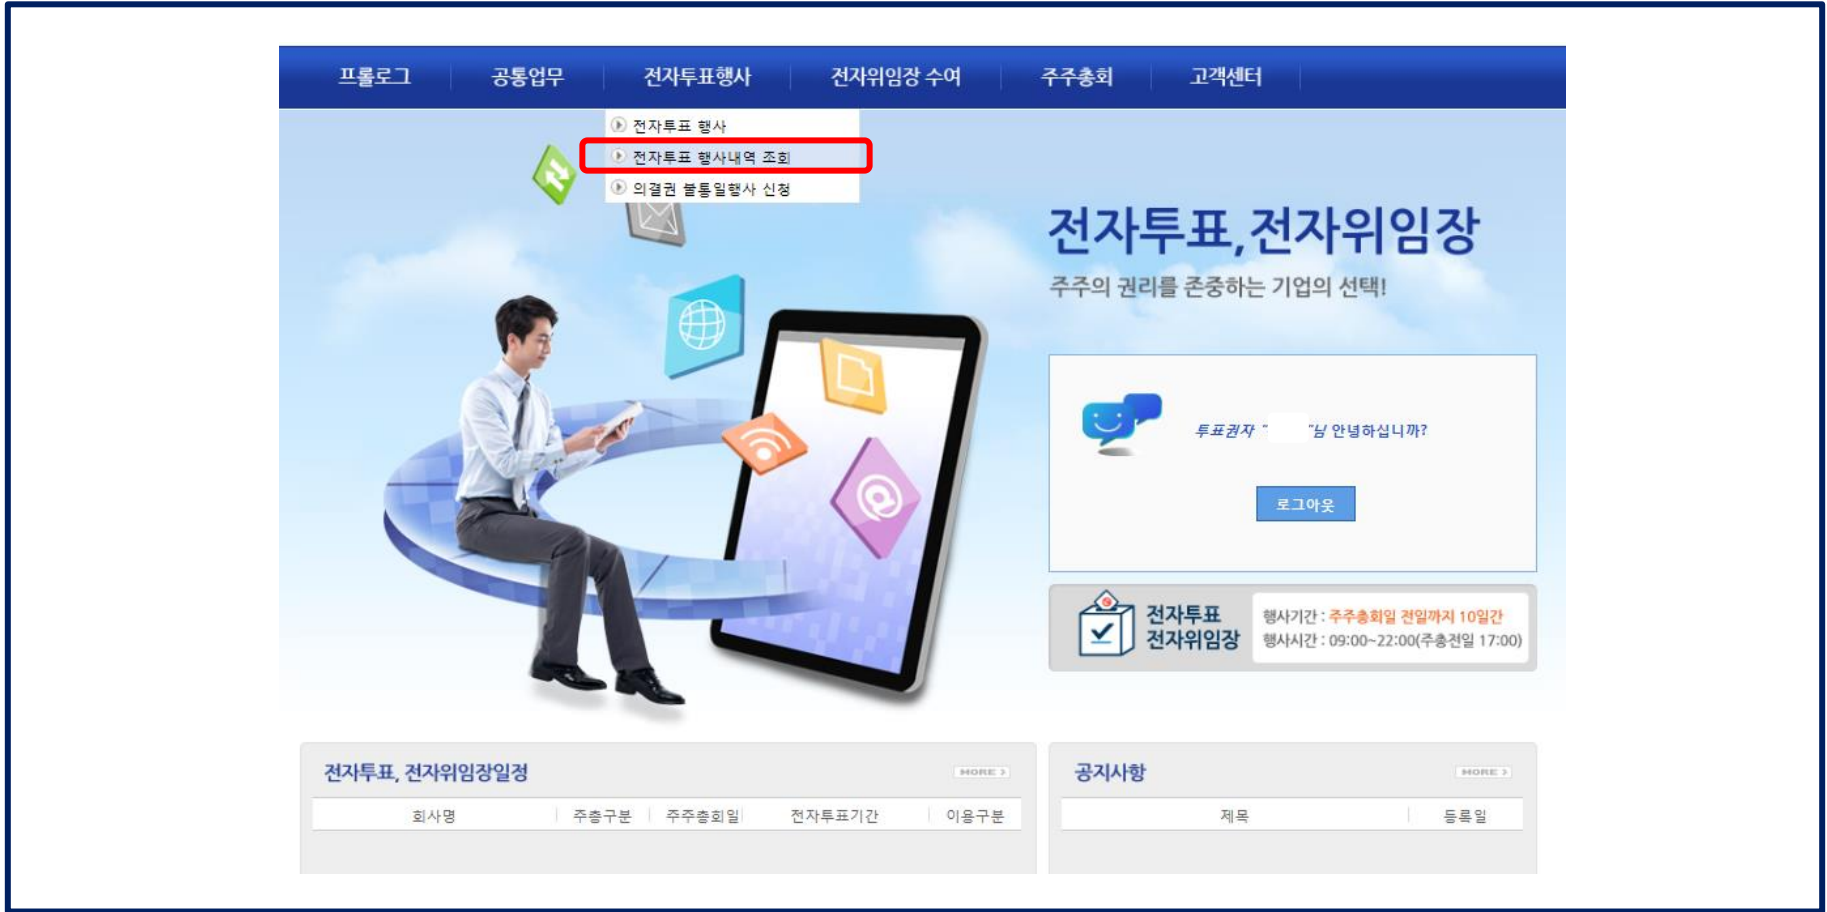 프롤로그 공통업무 전자투표행사 전자위임장 수여 주주총회 고객센터
전자투표 행사
전자투표 행사내역 조회
의결권 불통일행사 신청
전자투표,전자위임장
주주의 권리를 존중하는 기업의 선택!
투표권자 " "님 안녕하십니까?
로그아웃
전자투표
전자위임장
행사기간 : 주주총회일 전일까지 10일간
행사시간 : 09:00~22:00(주총전일 17:00)
전자투표, 전자위임장일정 MORE >
회사명 주총구분 주주총회일 전자투표기간 이용구분
공지사항 MORE >
제목 등록일